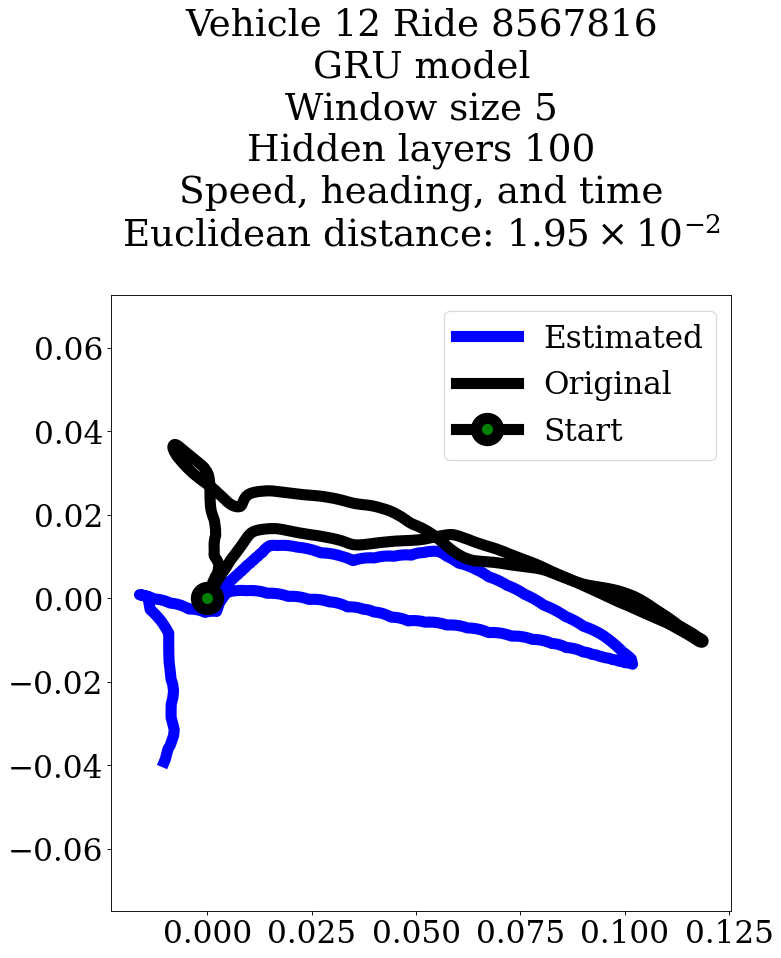 Vehicle 12 Ride 8567816
GRU model
Window size 5
Hidden layers 100
Speed, heading, and time
Euclidean distance: 1.95 × 10⁻²
Estimated
Original
Start
0.06
0.04
0.02
0.00
−0.02
−0.04
−0.06
0.000 0.025 0.050 0.075 0.100 0.125